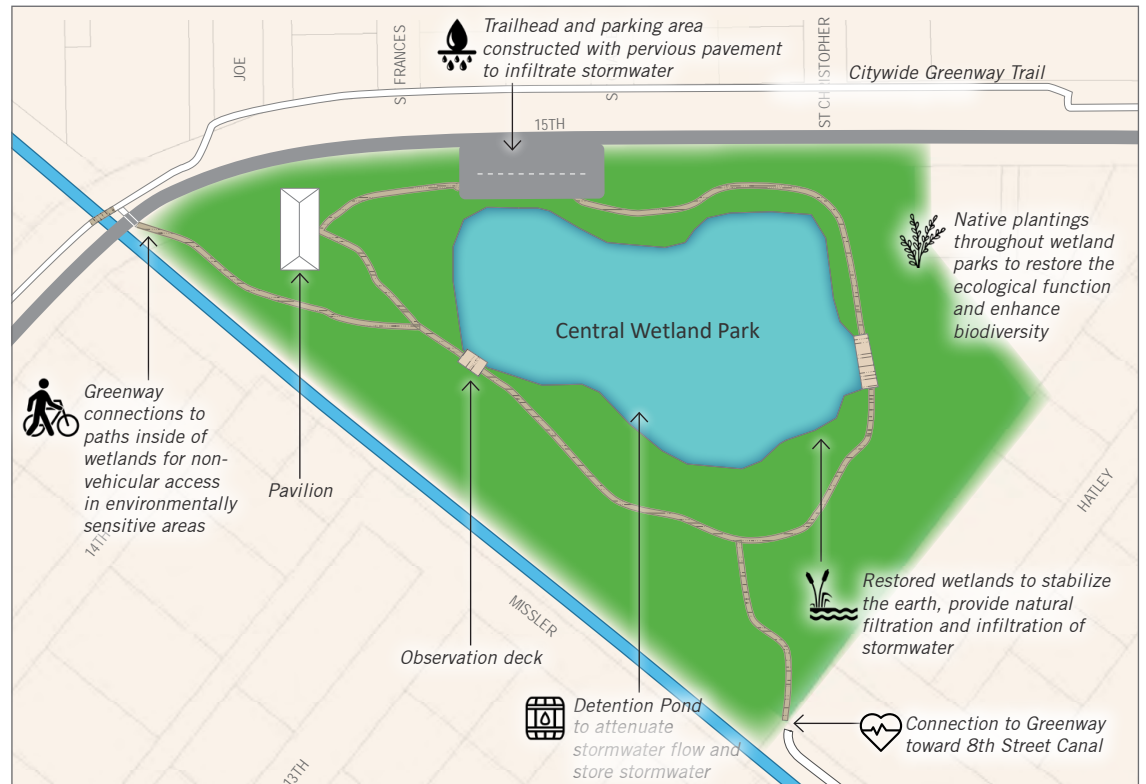 Trailhead and parking area
constructed with pervious pavement
to infiltrate stormwater
JOE
FRANCES
ST CHRISTOPHER
Citywide Greenway Trail
15TH
Native plantings
throughout wetland
parks to restore the
ecological function
and enhance
biodiversity
Central Wetland Park
Greenway
connections to
paths inside of
wetlands for non-
vehicular access
in environmentally
sensitive areas
Pavilion
HATLEY
14TH
Restored wetlands to stabilize
the earth, provide natural
filtration and infiltration of
stormwater
MISSLER
Observation deck
Detention Pond
to attenuate
stormwater flow and
store stormwater
Connection to Greenway
toward 8th Street Canal
13TH